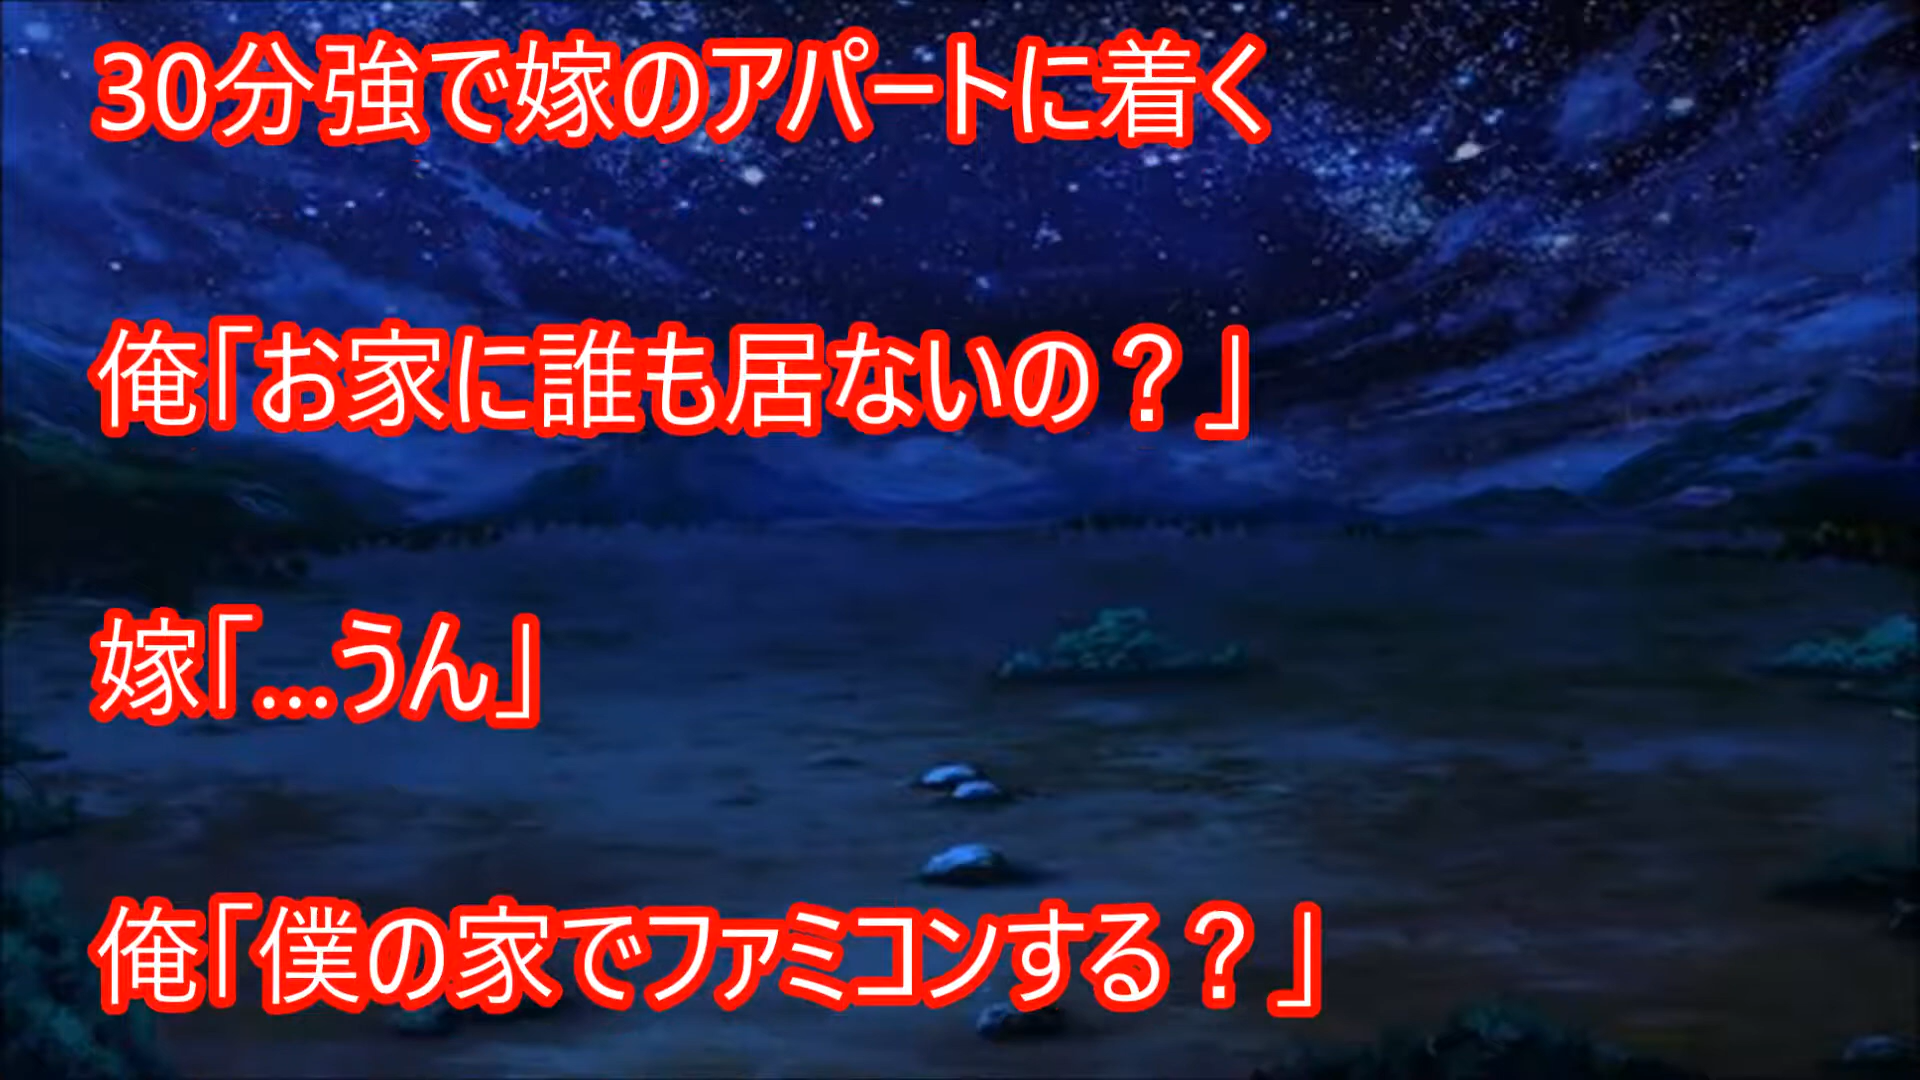 30分強で嫁のアパートに着く
俺「お家に誰も居ないの？」
嫁「...うん」
俺「僕の家でファミコンする？」